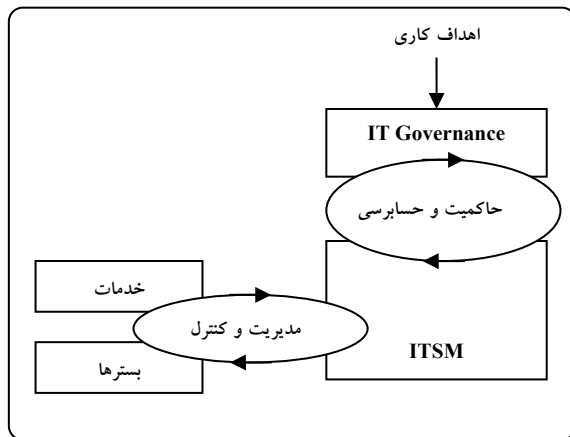 اهداف کاری
IT Governance
حاکمیت و حسابرسی
خدمات
مدیریت و کنترل
ITSM
بسترها